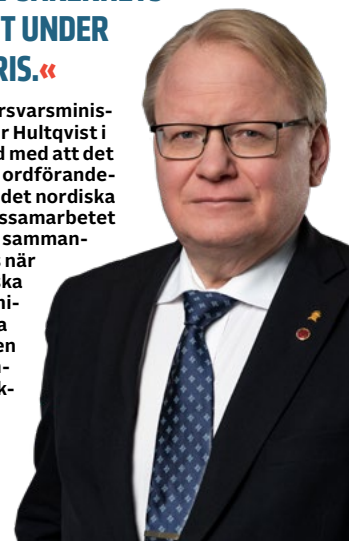 T UNDER
RIS.«
rsvarsminis-
r Hultqvist i
d med att det
ordförande-
det nordiska
ssamarbetet
samman-
när
ka
ni-
a
en
n-
k-